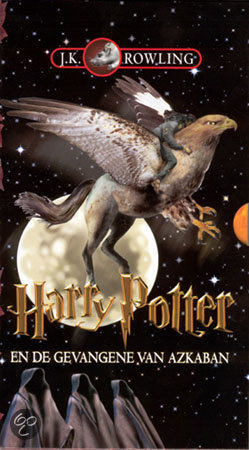 J.K. ROWLING
Harry Potter
EN DE GEVANGENE VAN AZKABAN